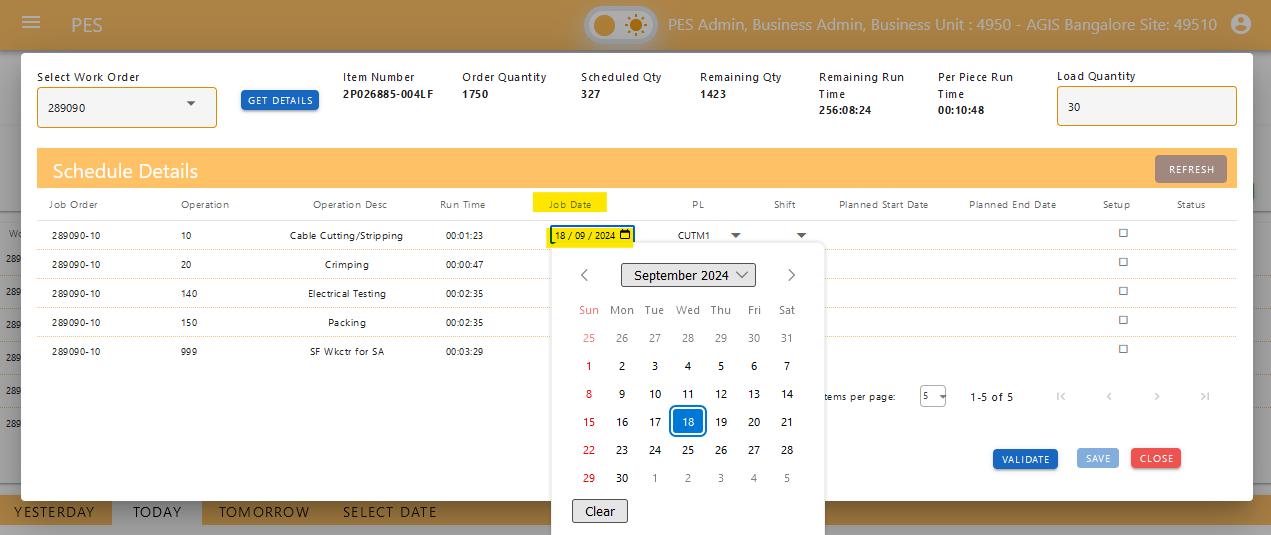 PES
PES Admin, Business Admin, Business Unit : 4950 - AGIS Bangalore Site: 49510
Select Work Order
289090
GET DETAILS
Item Number
2P026885-004LF
Order Quantity
1750
Scheduled Qty
327
Remaining Qty
1423
Remaining Run
Time
256:08:24
Per Piece Run
Time
00:10:48
Load Quantity
30
Schedule Details
REFRESH
Job Order Operation Operation Desc Run Time Job Date PL Shift Planned Start Date Planned End Date Setup Status
289090-10 10 Cable Cutting/Stripping 00:01:23 18 / 09 / 2024 CUTM1
289090-10 20 Crimping 00:00:47
289090-10 140 Electrical Testing 00:02:35
289090-10 150 Packing 00:02:35
289090-10 999 SF Wkctr for SA 00:03:29
September 2024
Sun Mon Tue Wed Thu Fri Sat
25 26 27 28 29 30 31
1 2 3 4 5 6 7
8 9 10 11 12 13 14
15 16 17 18 19 20 21
22 23 24 25 26 27 28
29 30 1 2 3 4 5
Clear
tems per page: 5 1-5 of 5
VALIDATE SAVE CLOSE
Wo
289
289
289
289
289
289
YESTERDAY TODAY TOMORROW SELECT DATE